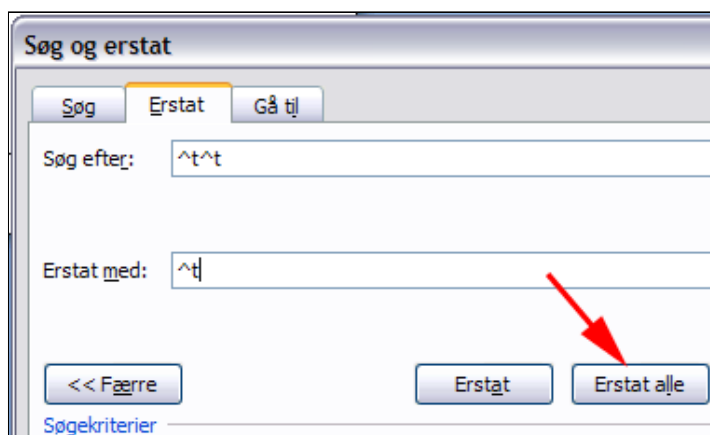 Søg og erstat
Søg Erstat Gå til
Søg efter: ^t^t
Erstat med: ^t
<< Færre Erstat Erstat alle
Søgekriterier